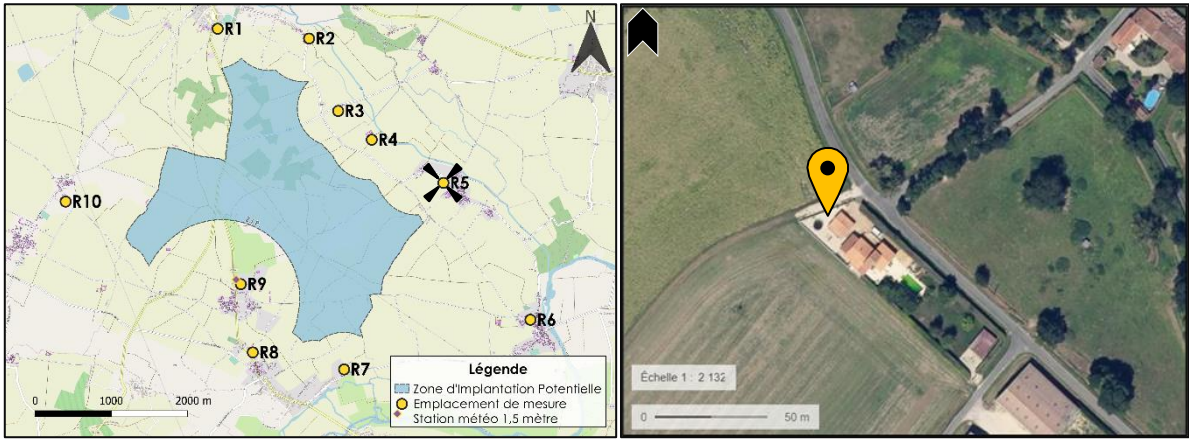 N
R1
R2
R3
R4
R5
R10
R9
R6
R8
R7
Légende
Zone d'Implantation Potentielle
Emplacement de mesure
Station météo 1,5 mètre
0 1000 2000 m
Échelle 1 : 2 132
0 50 m